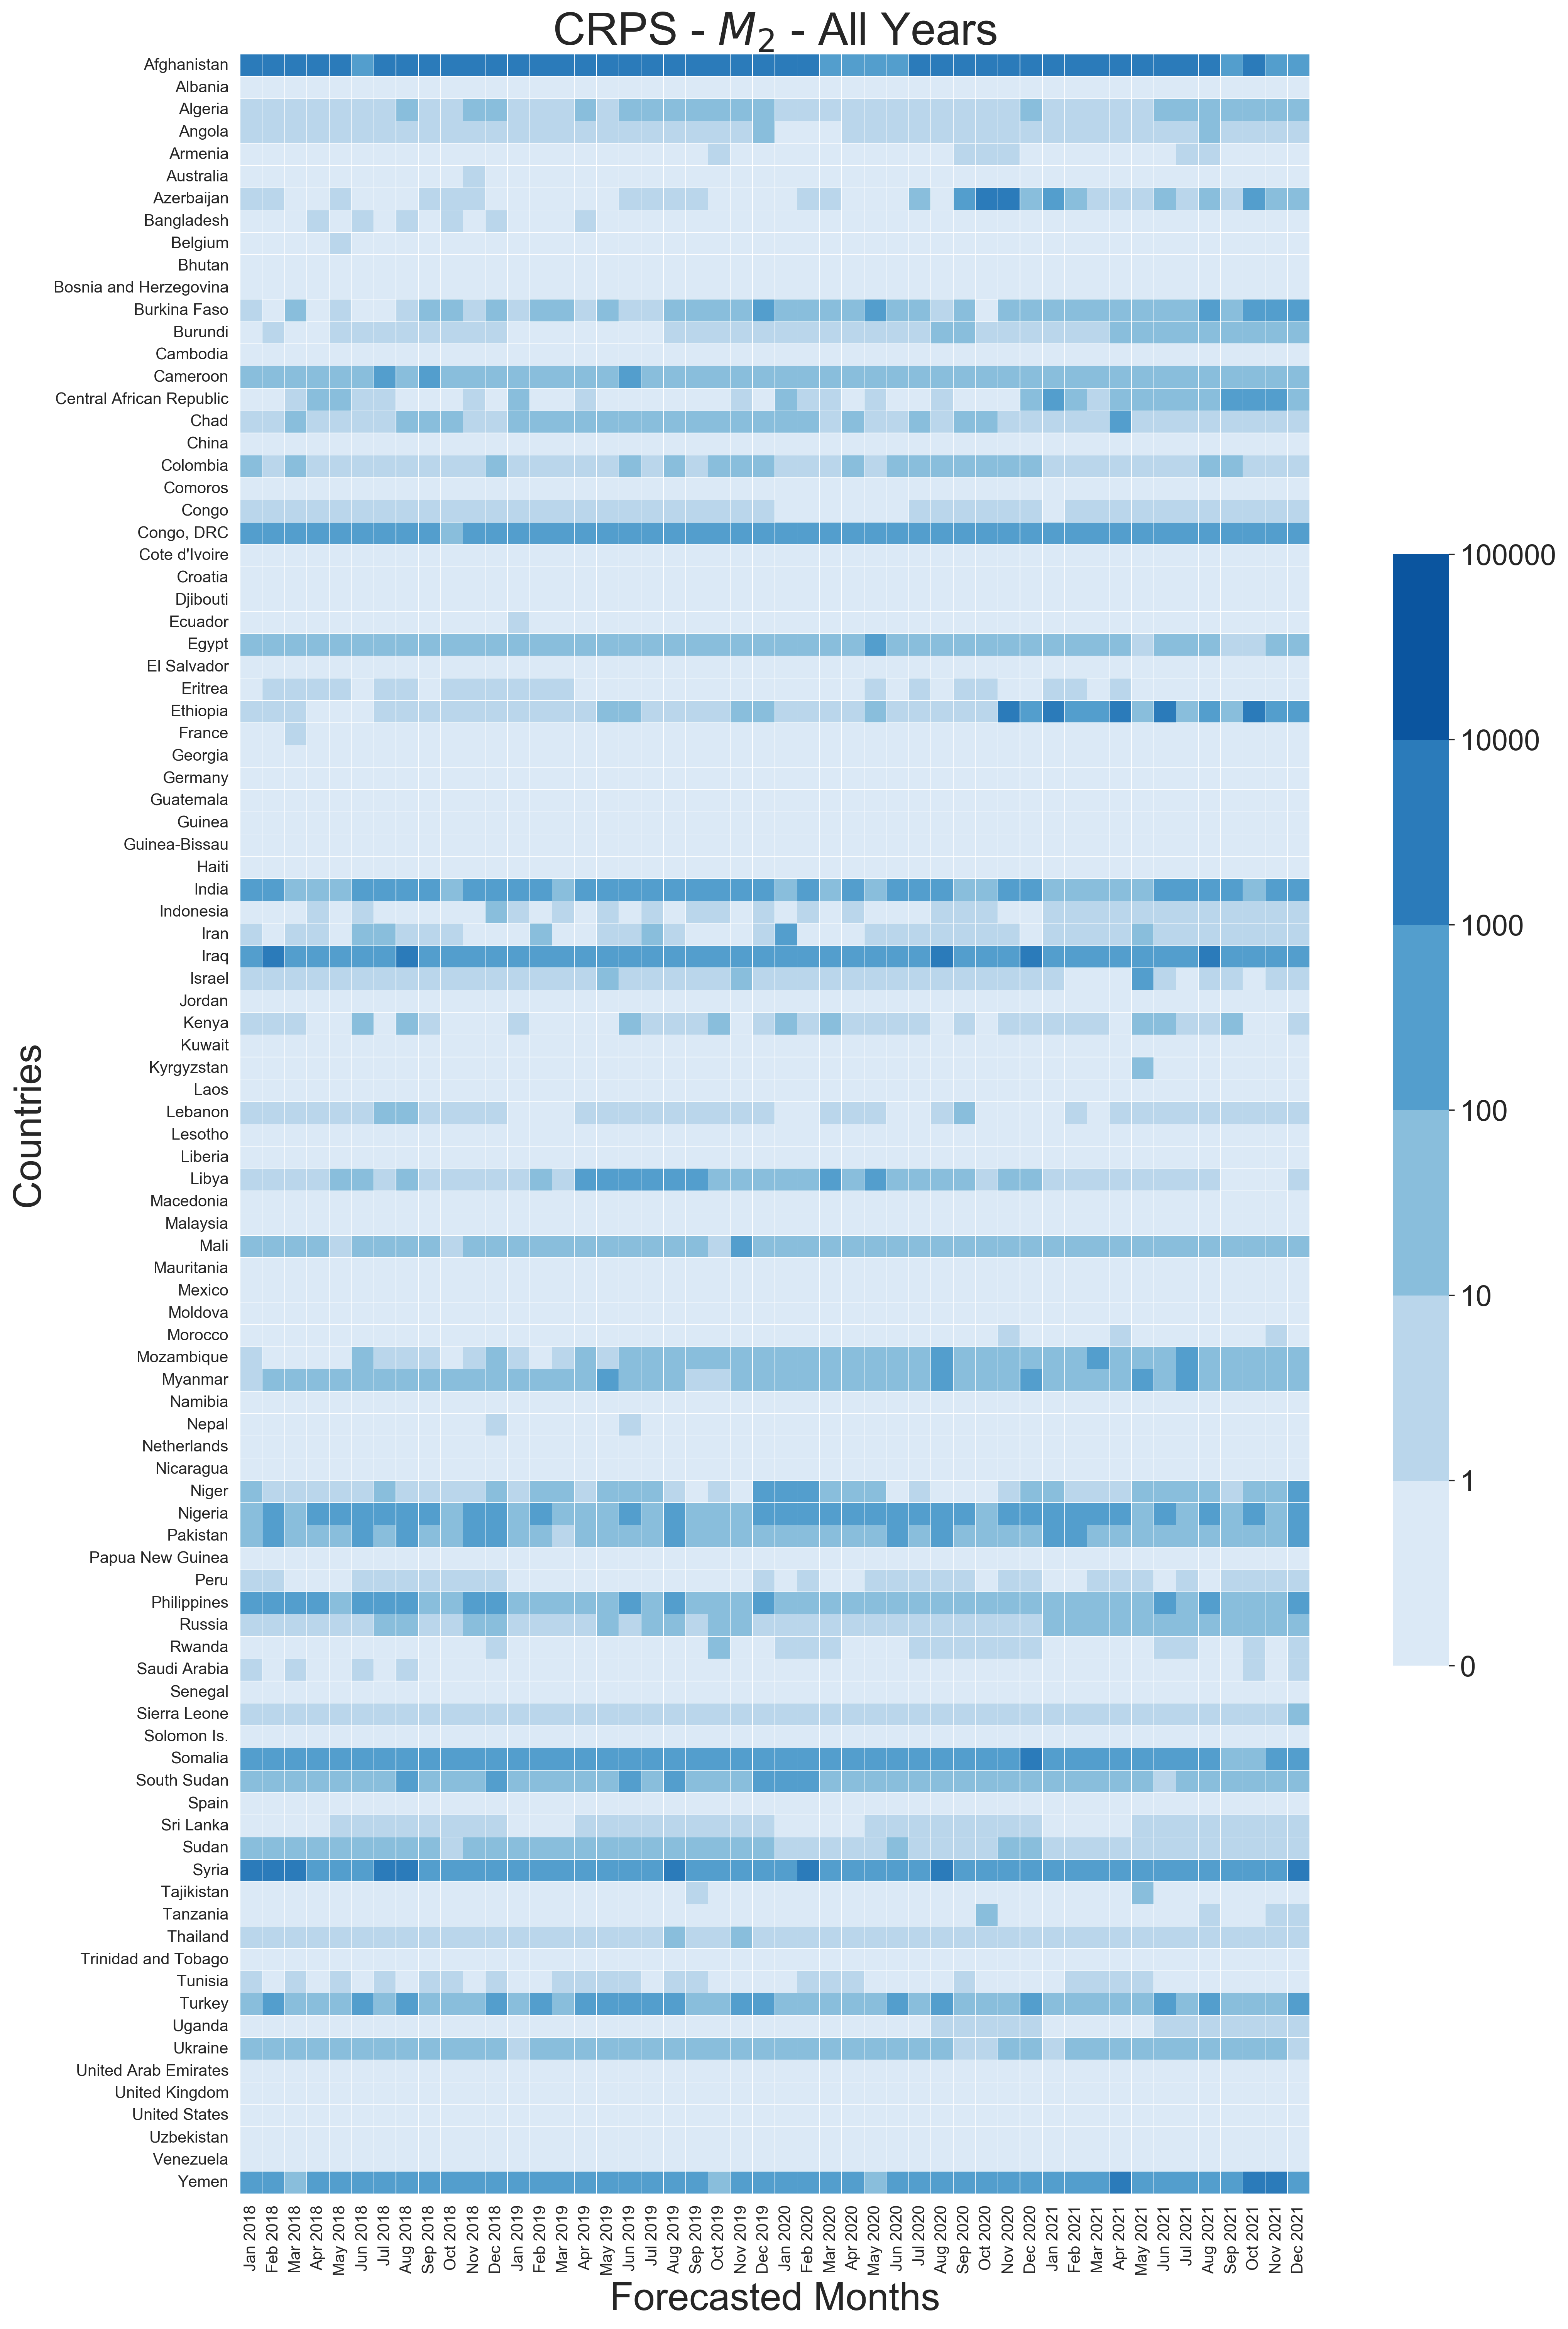 CRPS - M2 - All Years
Afghanistan
Albania
Algeria
Angola
Armenia
Australia
Azerbaijan
Bangladesh
Belgium
Bhutan
Bosnia and Herzegovina
Burkina Faso
Burundi
Cambodia
Cameroon
Central African Republic
Chad
China
Colombia
Comoros
Congo
Congo, DRC
Cote d'Ivoire
Croatia
Djibouti
Ecuador
Egypt
El Salvador
Eritrea
Ethiopia
France
Georgia
Germany
Guatemala
Guinea
Guinea-Bissau
Haiti
India
Indonesia
Iran
Iraq
Israel
Jordan
Kenya
Kuwait
Kyrgyzstan
Laos
Lebanon
Lesotho
Liberia
Libya
Macedonia
Malaysia
Mali
Mauritania
Mexico
Moldova
Morocco
Mozambique
Myanmar
Namibia
Nepal
Netherlands
Nicaragua
Niger
Nigeria
Pakistan
Papua New Guinea
Peru
Philippines
Russia
Rwanda
Saudi Arabia
Senegal
Sierra Leone
Solomon Is.
Somalia
South Sudan
Spain
Sri Lanka
Sudan
Syria
Tajikistan
Tanzania
Thailand
Trinidad and Tobago
Tunisia
Turkey
Uganda
Ukraine
United Arab Emirates
United Kingdom
United States
Uzbekistan
Venezuela
Yemen
Countries
Jan 2018
Feb 2018
Mar 2018
Apr 2018
May 2018
Jun 2018
Jul 2018
Aug 2018
Sep 2018
Oct 2018
Nov 2018
Dec 2018
Jan 2019
Feb 2019
Mar 2019
Apr 2019
May 2019
Jun 2019
Jul 2019
Aug 2019
Sep 2019
Oct 2019
Nov 2019
Dec 2019
Jan 2020
Feb 2020
Mar 2020
Apr 2020
May 2020
Jun 2020
Jul 2020
Aug 2020
Sep 2020
Oct 2020
Nov 2020
Dec 2020
Jan 2021
Feb 2021
Mar 2021
Apr 2021
May 2021
Jun 2021
Jul 2021
Aug 2021
Sep 2021
Oct 2021
Nov 2021
Dec 2021
Forecasted Months
100000
10000
1000
100
10
1
0